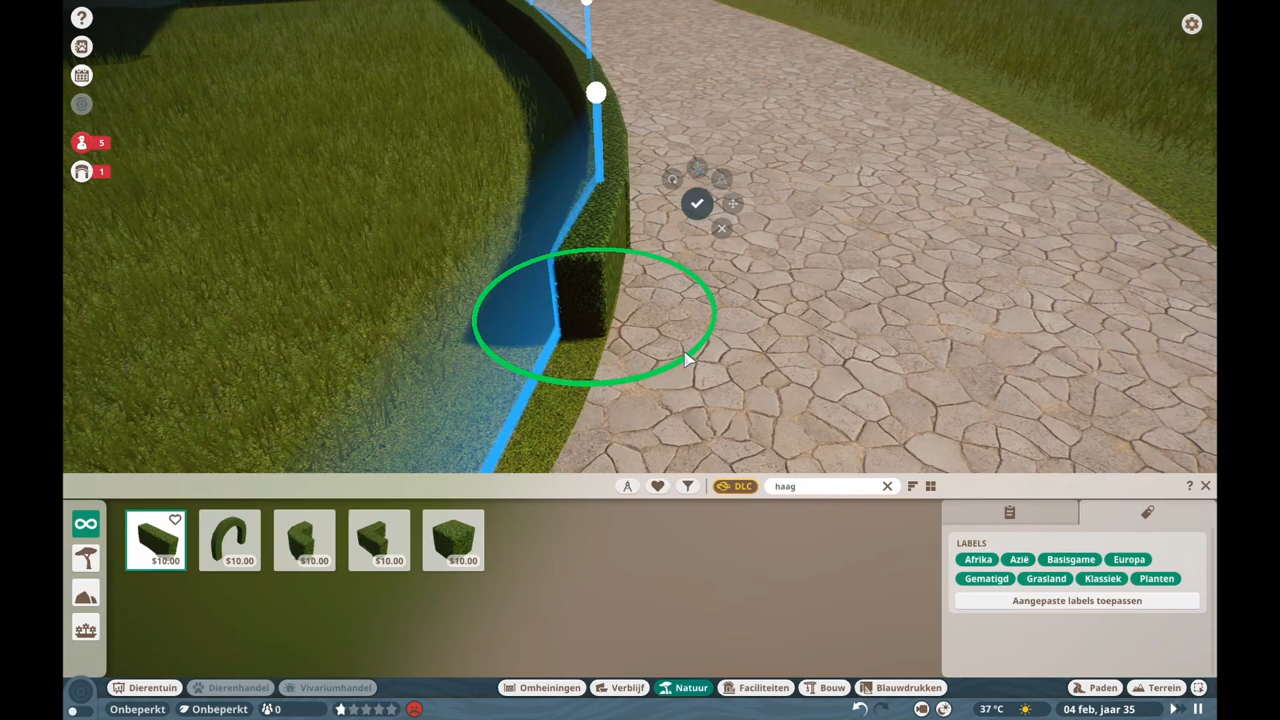 ?
5
1
DLC
haag
?
$10.00 $10.00 $10.00 $10.00 $10.00
LABELS
Afrika Azië Basisgame Europa
Gematigd Grasland Klassiek Planten
Aangepaste labels toepassen
Dierentuin Dierenhandel Vivariumhandel Omheiningen Verblijf Natuur Faciliteiten Bouw Blauwdrukken Paden Terrein
Onbeperkt Onbeperkt 0 37 °C 04 feb, jaar 35